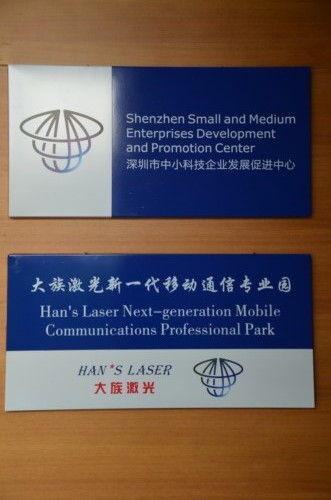 Shenzhen Small and Medium
Enterprises Development
and Promotion Center
深圳市中小科技企业发展促进中心
大族激光新一代移动通信专业园
Han's Laser Next-generation Mobile
Communications Professional Park
HAN*S LASER
大族激光